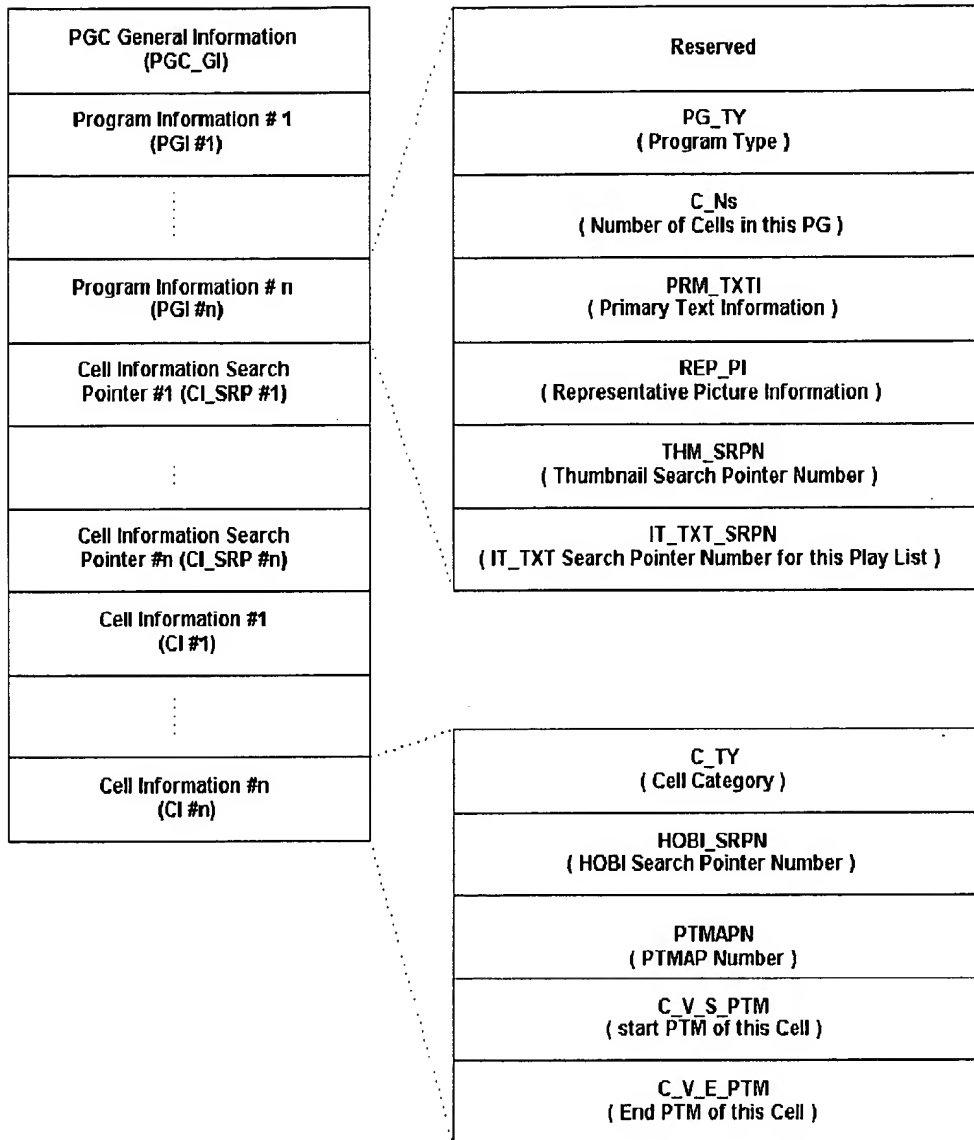 PGC General Information
(PGC_GI)
Program Information # 1
(PGI #1)
Program Information # n
(PGI #n)
Cell Information Search
Pointer #1 (CI_SRP #1)
Cell Information Search
Pointer #n (CI_SRP #n)
Cell Information #1
(CI #1)
Cell Information #n
(CI #n)
Reserved
PG_TY
( Program Type )
C_Ns
( Number of Cells in this PG )
PRM_TXTI
( Primary Text Information )
REP_PI
( Representative Picture Information )
THM_SRPN
( Thumbnail Search Pointer Number )
IT_TXT_SRPN
( IT_TXT Search Pointer Number for this Play List )
C_TY
( Cell Category )
HOBI_SRPN
( HOBI Search Pointer Number )
PTMAPN
( PTMAP Number )
C_V_S_PTM
( start PTM of this Cell )
C_V_E_PTM
( End PTM of this Cell )